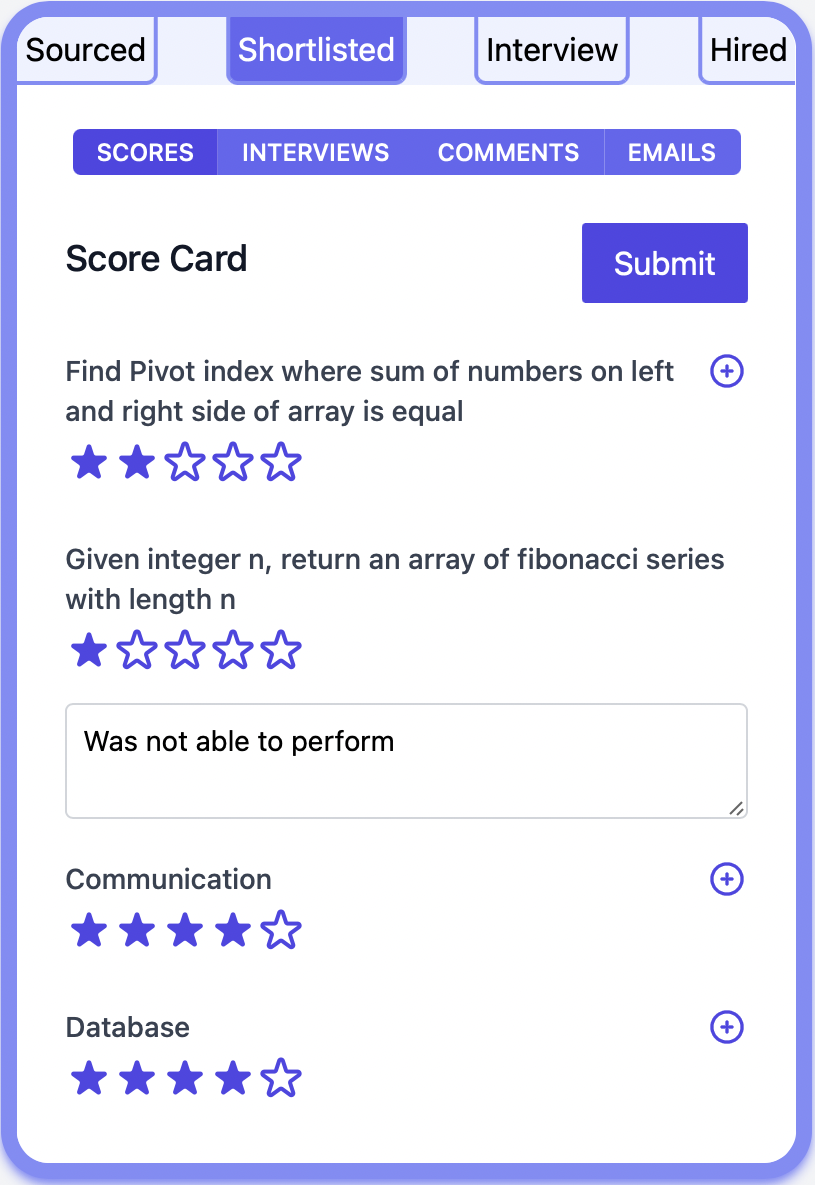 Sourced Shortlisted Interview Hired
SCORES INTERVIEWS COMMENTS EMAILS
Score Card
Submit
Find Pivot index where sum of numbers on left
and right side of array is equal
Given integer n, return an array of fibonacci series
with length n
Was not able to perform
Communication
Database